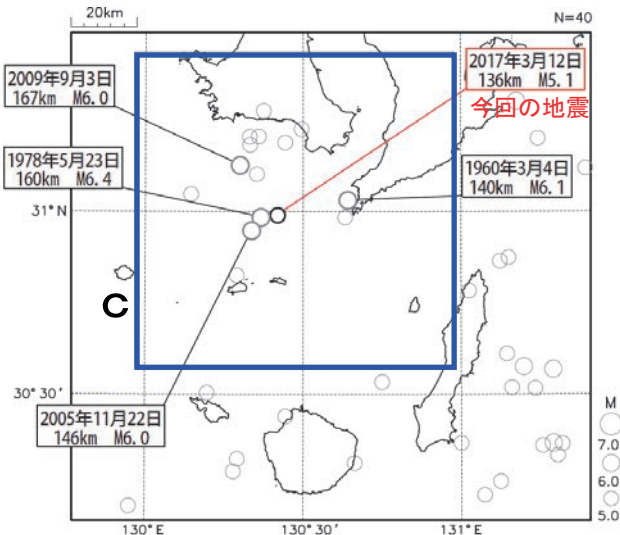 20km
N=40
2009年9月3日
167km M6.0
2017年3月12日
136km M5.1
今回の地震
1978年5月23日
160km M6.4
1960年3月4日
140km M6.1
31°N
C
30°30′
2005年11月22日
146km M6.0
M
7.0
6.0
5.0
130°E
130°30′
131°E